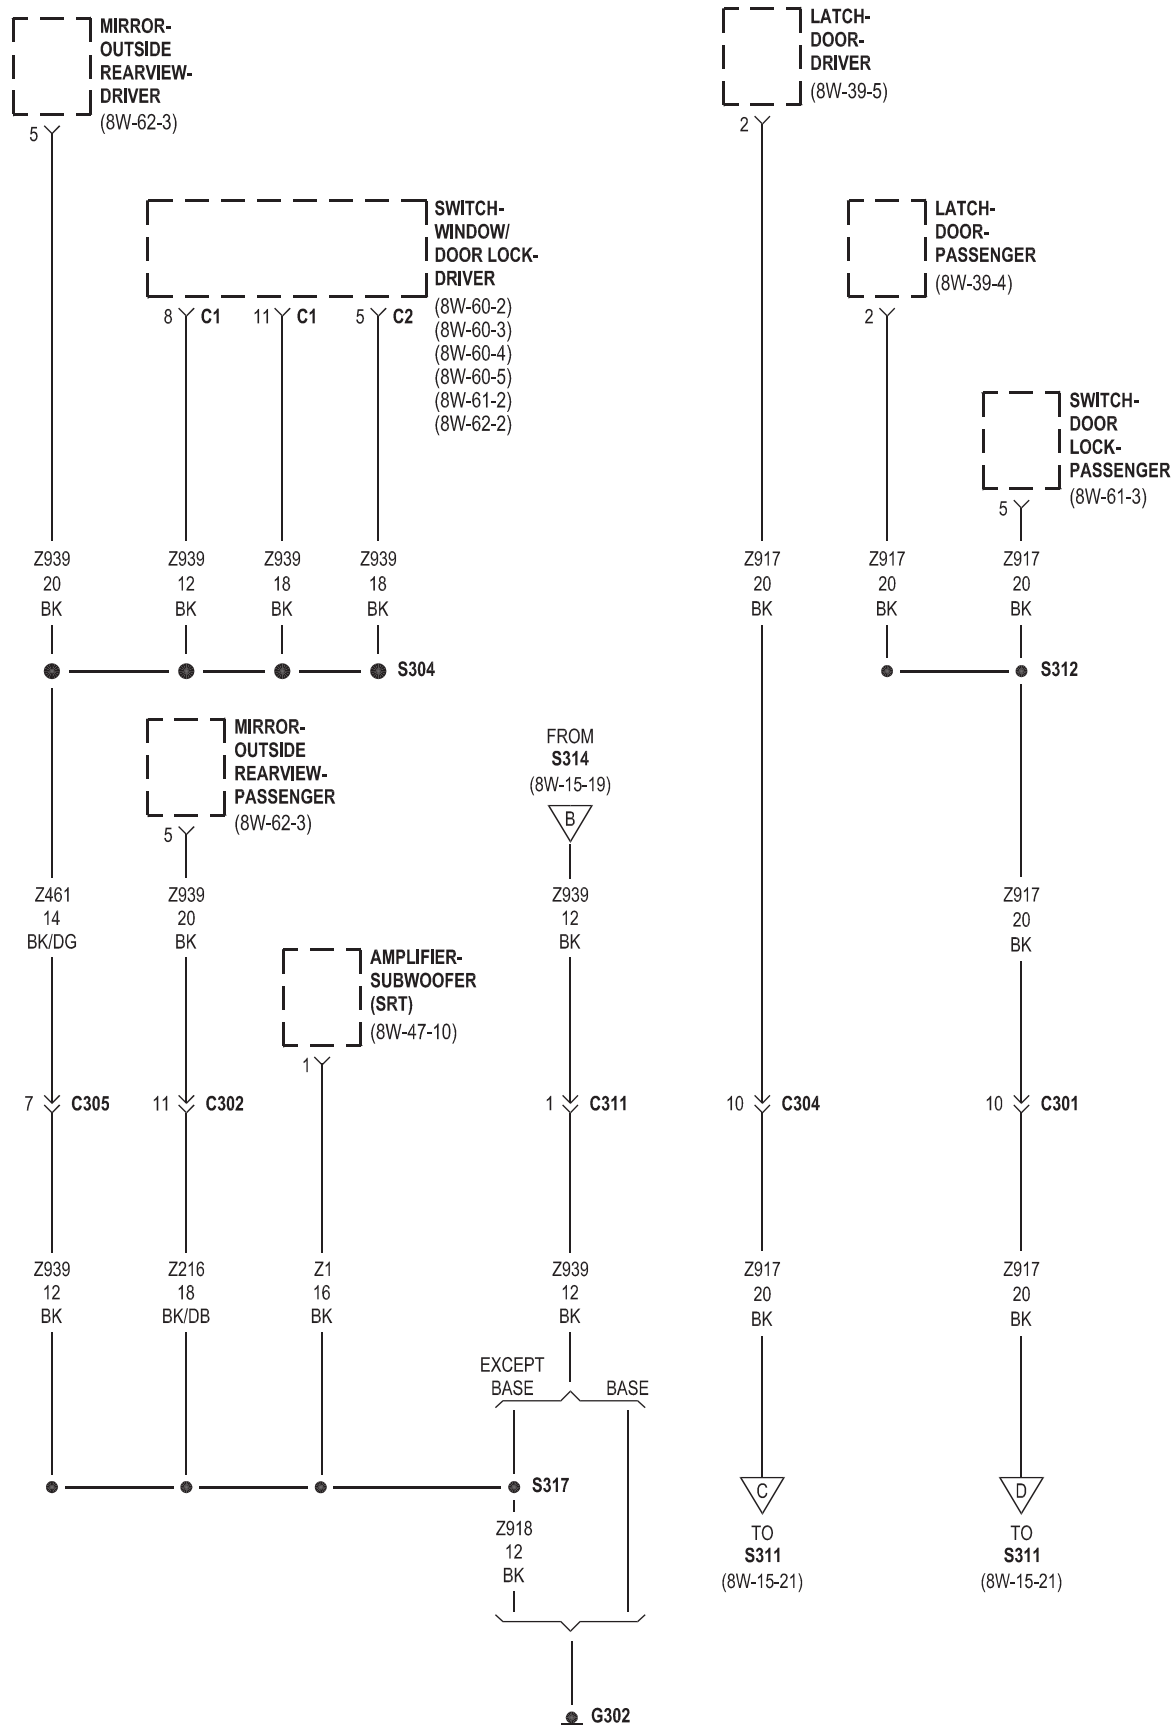 MIRROR-
OUTSIDE
REARVIEW-
DRIVER
(8W-62-3)
5
LATCH-
DOOR-
DRIVER
(8W-39-5)
2
SWITCH-
WINDOW/
DOOR LOCK-
DRIVER
(8W-60-2)
(8W-60-3)
(8W-60-4)
(8W-60-5)
(8W-61-2)
(8W-62-2)
8 C1 11 C1 5 C2
LATCH-
DOOR-
PASSENGER
(8W-39-4)
2
SWITCH-
DOOR
LOCK-
PASSENGER
(8W-61-3)
5
Z939 Z939 Z939 Z939 Z917 Z917 Z917
20 12 18 18 20 20 20
BK BK BK BK BK BK BK
S304 S312
MIRROR-
OUTSIDE
REARVIEW-
PASSENGER
(8W-62-3)
5
FROM
S314
(8W-15-19)
B
Z461 Z939 Z939 Z917
14 20 12 20
BK/DG BK BK BK
AMPLIFIER-
SUBWOOFER
(SRT)
(8W-47-10)
1
7 C305 11 C302 1 C311 10 C304 10 C301
Z939 Z216 Z1 Z939 Z917 Z917
12 18 16 12 20 20
BK BK/DB BK BK BK BK
EXCEPT
BASE BASE
S317
Z918
12
BK
C D
TO TO
S311 S311
(8W-15-21) (8W-15-21)
G302